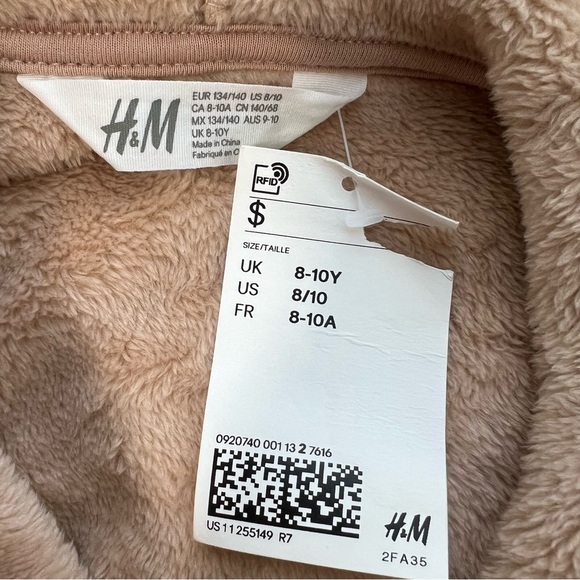 H&M
EUR 134/140 US 8/10
CA 8-10A CN 140/68
MX 134/140 AUS 9-10
UK 8-10Y
Made in China
Fabriqué en C
RFID
$
SIZE/TAILLE
UK 8-10Y
US 8/10
FR 8-10A
0920740 001 13 2 7616
US 11 255149 R7
H&M
2FA35